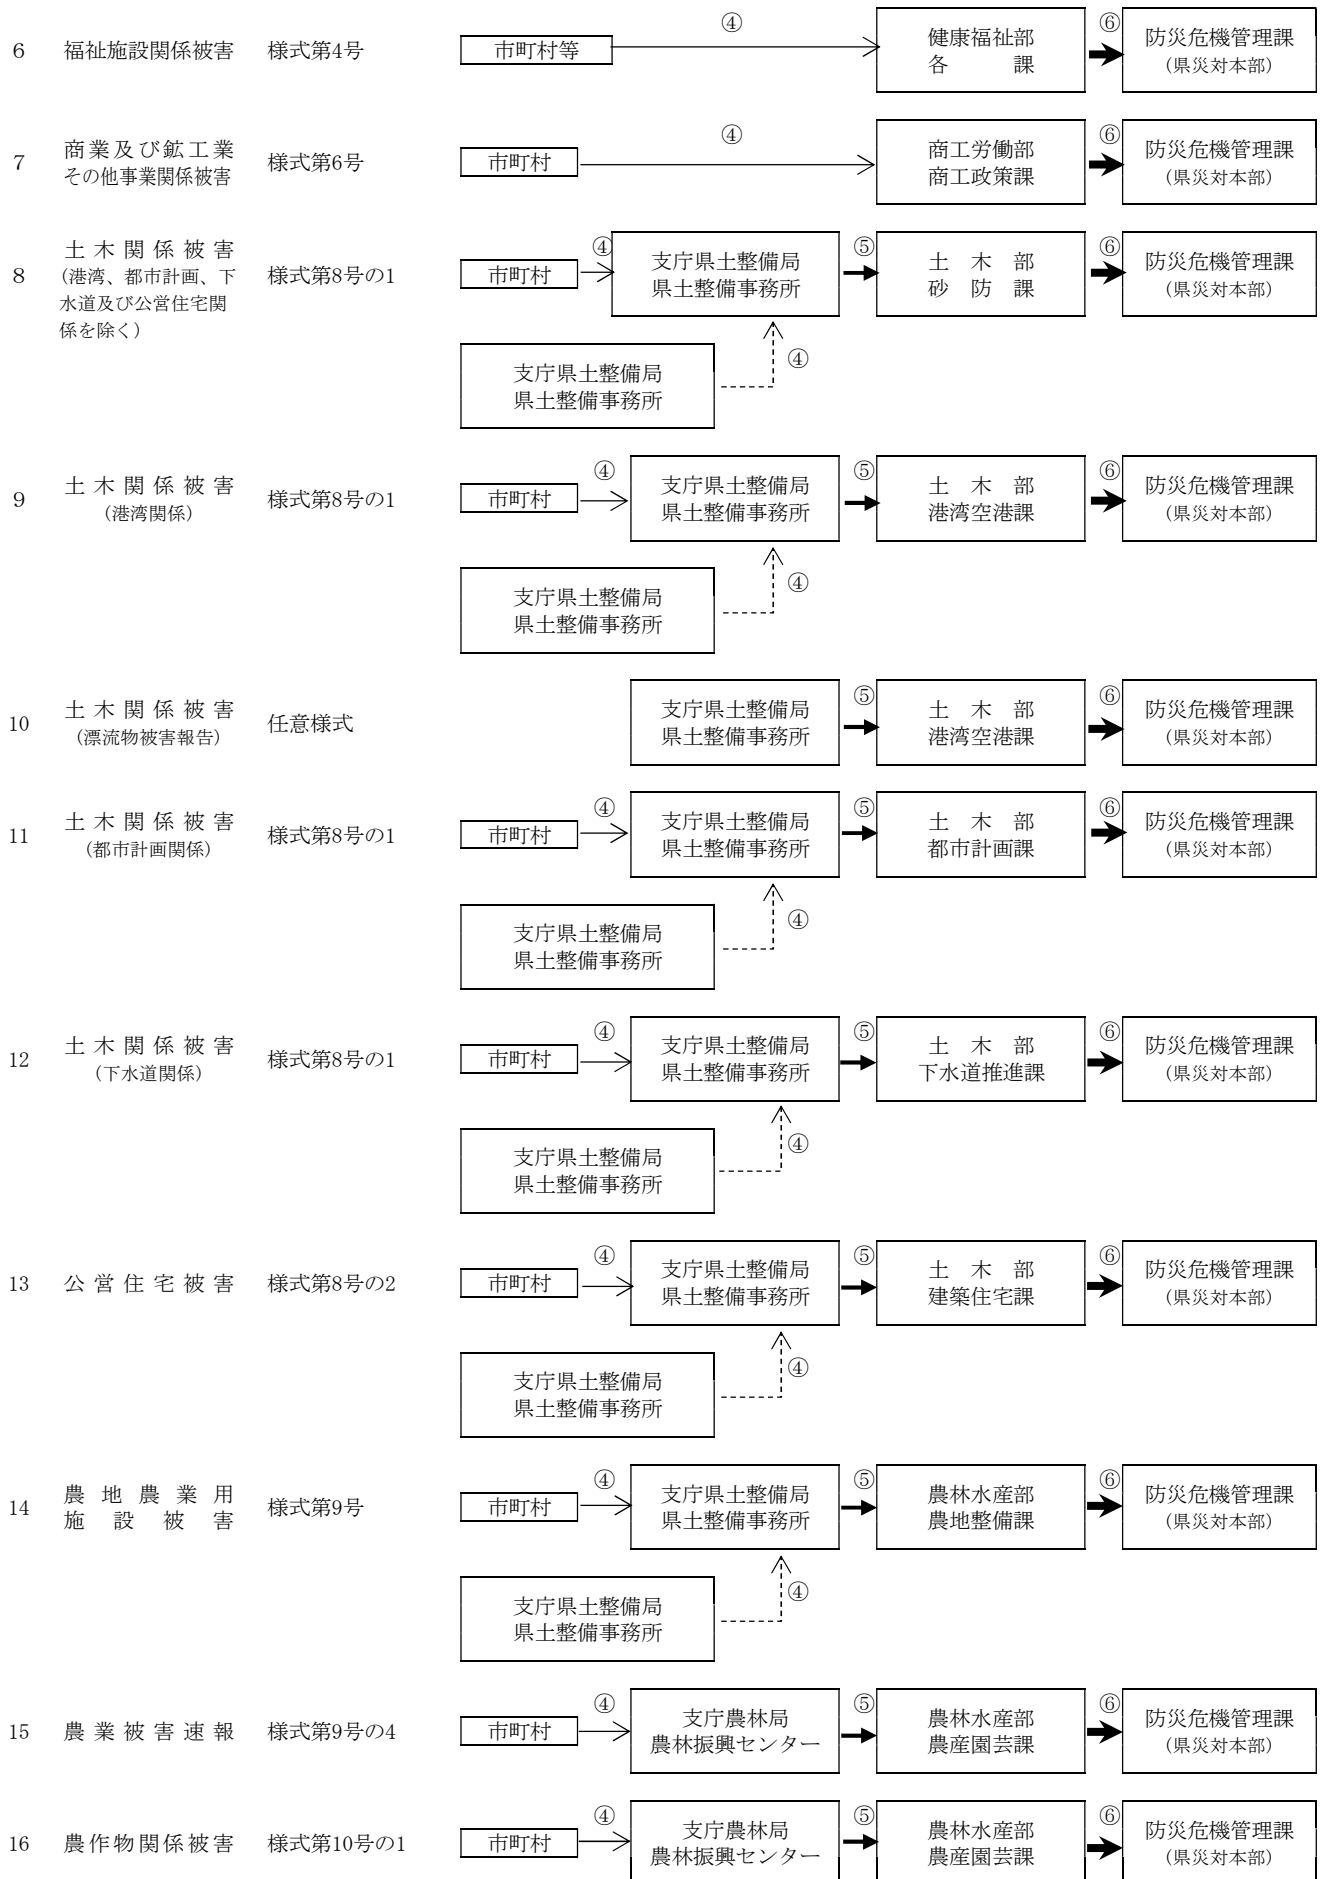 ④ ⑥
6 福祉施設関係被害 様式第4号 市町村等 健康福祉部 防災危機管理課
各 課 (県災対本部)
④ ⑥
商業及び鉱工業 商工労働部 防災危機管理課
7 様式第6号 市町村
その他事業関係被害 商工政策課 (県災対本部)
土木関係被害 ④ 支庁県土整備局 ⑤ 土木部 ⑥ 防災危機管理課
8 (港湾、都市計画、下 様式第8号の1 市町村 県土整備事務所 砂防課 (県災対本部)
水道及び公営住宅関
係を除く)
④
支庁県土整備局
県土整備事務所
④ ⑤ ⑥
土木関係被害 支庁県土整備局 土木部 防災危機管理課
9 様式第8号の1 市町村
(港湾関係) 県土整備事務所 港湾空港課 (県災対本部)
④
支庁県土整備局
県土整備事務所
⑤ ⑥
土木関係被害 支庁県土整備局 土木部 防災危機管理課
10 任意様式
(漂流物被害報告) 県土整備事務所 港湾空港課 (県災対本部)
④ ⑤ ⑥
土木関係被害 支庁県土整備局 土木部 防災危機管理課
11 様式第8号の1 市町村
(都市計画関係) 県土整備事務所 都市計画課 (県災対本部)
④
支庁県土整備局
県土整備事務所
④ ⑤ ⑥
土木関係被害 支庁県土整備局 土木部 防災危機管理課
12 様式第8号の1 市町村
(下水道関係) 県土整備事務所 下水道推進課 (県災対本部)
④
支庁県土整備局
県土整備事務所
④ ⑤ ⑥
支庁県土整備局 土木部 防災危機管理課
13 公営住宅被害 様式第8号の2 市町村
県土整備事務所 建築住宅課 (県災対本部)
④
支庁県土整備局
県土整備事務所
④ ⑤ ⑥
農地農業用 支庁県土整備局 農林水産部 防災危機管理課
14 様式第9号 市町村
施設被害 県土整備事務所 農地整備課 (県災対本部)
④
支庁県土整備局
県土整備事務所
④ ⑤ ⑥
支庁農林局 農林水産部 防災危機管理課
15 農業被害速報 様式第9号の4 市町村
農林振興センター 農産園芸課 (県災対本部)
④ ⑤ ⑥
支庁農林局 農林水産部 防災危機管理課
16 農作物関係被害 様式第10号の1 市町村
農林振興センター 農産園芸課 (県災対本部)